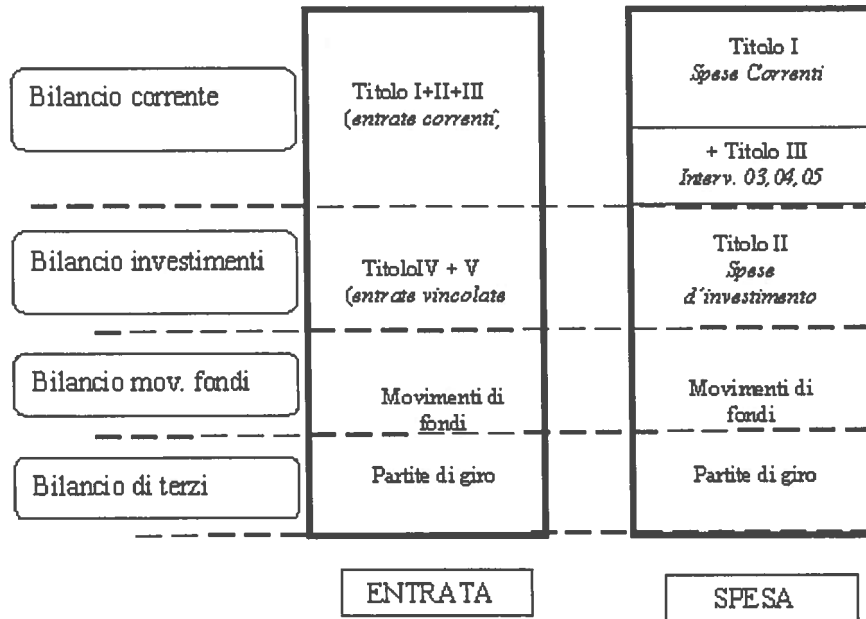 Bilancio corrente
Titolo I+II+III
(entrate correnti,
Titolo I
Spese Correnti
+ Titolo III
Interv. 03,04,05
Bilancio investimenti
TitoloIV + V
(entrate vincolate
Titolo II
Spese
d'investimento
Bilancio mov. fondi
Movimenti di
fondi
Movimenti di
fondi
Bilancio di terzi
Partite di giro
Partite di giro
ENTRATA
SPESA